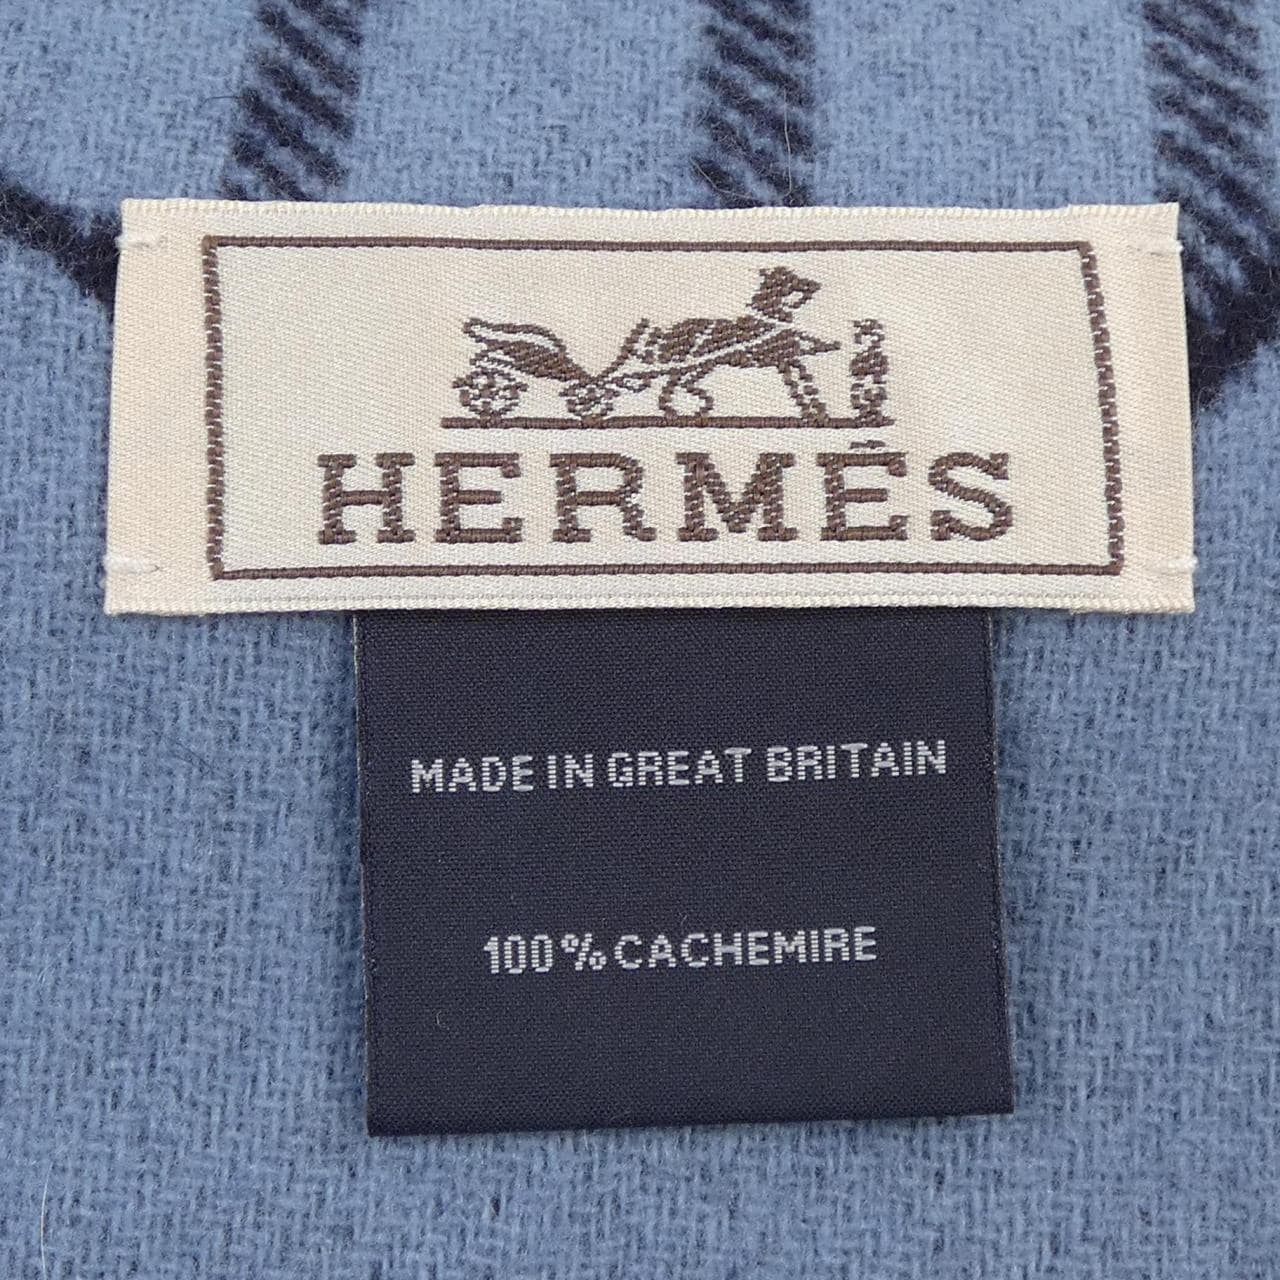 HERMÈS
MADE IN GREAT BRITAIN
100% CACHEMIRE